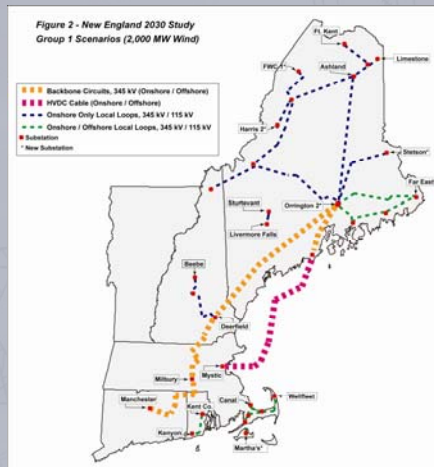 Figure 2 - New England 2030 Study
Group 1 Scenarios (2,000 MW Wind)
Backbone Circuits, 345 kV (Onshore / Offshore)
HVDC Cable (Onshore / Offshore)
Onshore Only Local Loops, 345 kV / 115 kV
Onshore / Offshore Local Loops, 345 kV / 115 kV
Substation
* New Substation
Ft. Kent
FWC 1*
Ashland
Limestone
Harris 2*
Stetson*
Far East*
Sturtevant
Orrington 2*
Livermore Falls
Beebe
Deerfield
Millbury
Mystic
Manchester
Kent Co.
Canal
Wellfleet
Kenyon
Martha's*